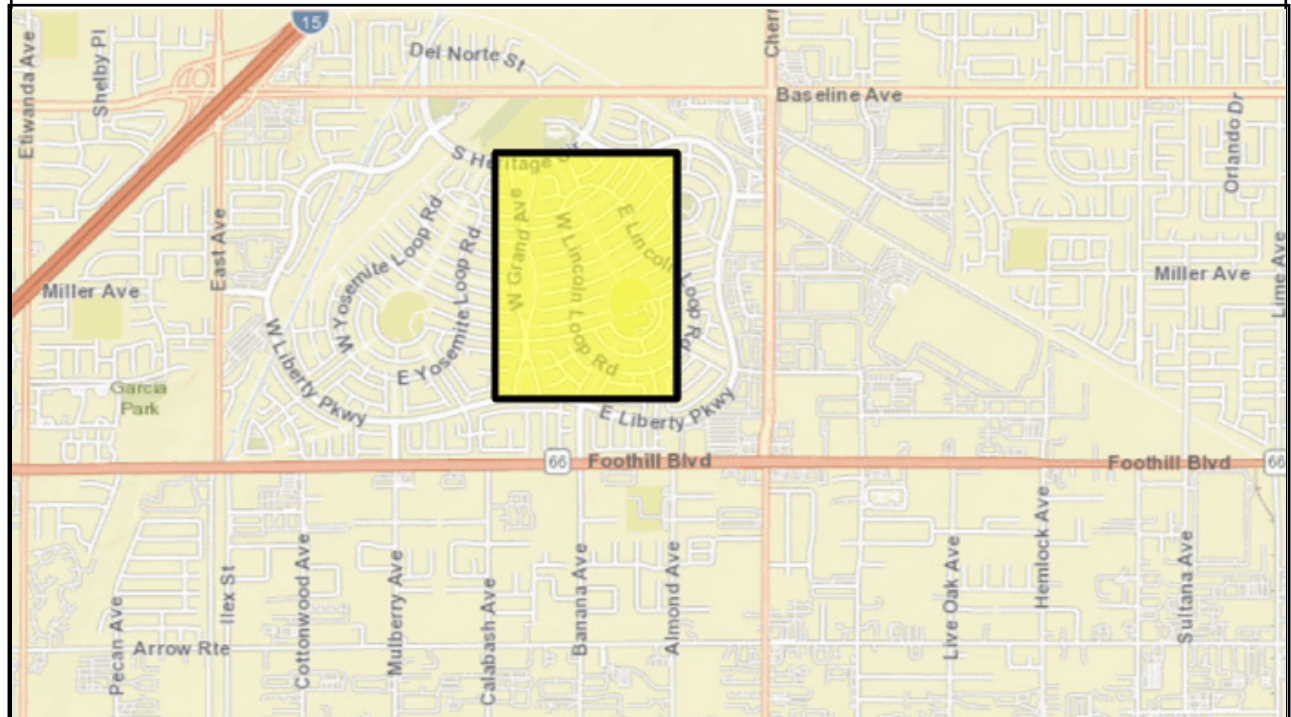 15
Del Norte St
Etiwanda Ave
Shelby Pl
Baseline Ave
Orlando Dr
S Heritage Cir
East Ave
W Yosemite Loop Rd
E Yosemite Loop Rd
W Grand Ave
W Lincoln Loop Rd
E Lincoln Loop Rd
Miller Ave
Miller Ave
Lime Ave
W Liberty Pkwy
E Liberty Pkwy
Garcia
Park
66
Foothill Blvd
Foothill Blvd
66
Pecan Ave
Ilex St
Arrow Rte
Cottonwood Ave
Mulberry Ave
Calabash Ave
Banana Ave
Almond Ave
Live Oak Ave
Hemlock Ave
Sultana Ave